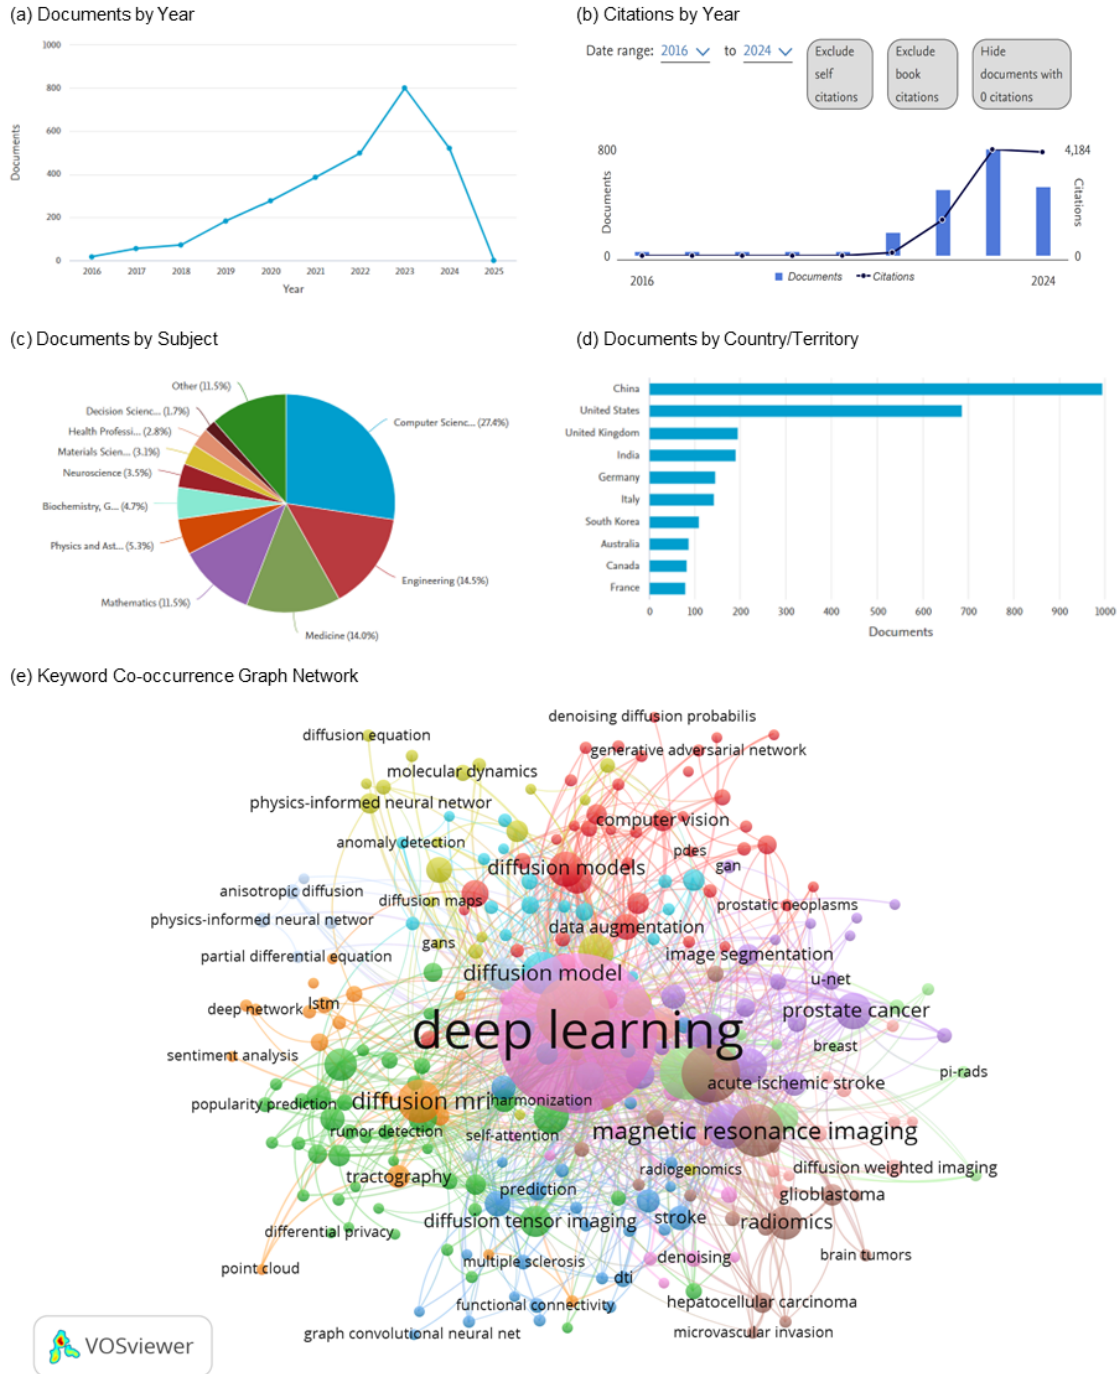 (a) Documents by Year
1000
800
600
400
200
0
Documents
2016 2017 2018 2019 2020 2021 2022 2023 2024 2025
Year
(b) Citations by Year
Date range: 2016 to 2024
Exclude self citations
Exclude book citations
Hide documents with 0 citations
800 4,184
Documents
Citations
0 0
2016 2024
Documents Citations
(c) Documents by Subject
Other (11.5%)
Decision Scienc... (1.7%)
Health Professi... (2.8%)
Materials Scien... (3.1%)
Neuroscience (3.5%)
Biochemistry, G... (4.7%)
Physics and Ast... (5.3%)
Mathematics (11.5%)
Computer Scienc... (27.4%)
Engineering (14.5%)
Medicine (14.0%)
(d) Documents by Country/Territory
China
United States
United Kingdom
India
Germany
Italy
South Korea
Australia
Canada
France
0 100 200 300 400 500 600 700 800 900 1000
Documents
(e) Keyword Co-occurrence Graph Network
denoising diffusion probabilis
diffusion equation
generative adversarial network
molecular dynamics
physics-informed neural networ
computer vision
anomaly detection
pdes
diffusion models
gan
anisotropic diffusion
diffusion maps
prostatic neoplasms
physics-informed neural networ
data augmentation
gans
image segmentation
partial differential equation
diffusion model
u-net
deep network
lstm
prostate cancer
deep learning
breast
sentiment analysis
pi-rads
acute ischemic stroke
popularity prediction
diffusion mri
harmonization
rumor detection
self-attention
magnetic resonance imaging
radiogenomics
diffusion weighted imaging
tractography
prediction
glioblastoma
diffusion tensor imaging
stroke
radiomics
differential privacy
point cloud
multiple sclerosis
denoising
brain tumors
dti
functional connectivity
hepatocellular carcinoma
graph convolutional neural net
microvascular invasion
VOSviewer